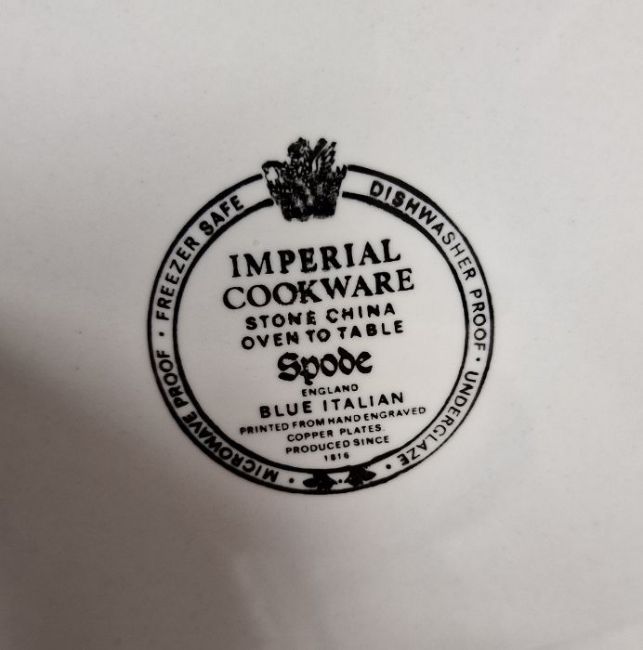 MICROWAVE PROOF · FREEZER SAFE
DISHWASHER PROOF · UNDERGLAZE ·
IMPERIAL
COOKWARE
STONE CHINA
OVEN TO TABLE
Spode
ENGLAND
BLUE ITALIAN
PRINTED FROM HAND ENGRAVED
COPPER PLATES.
PRODUCED SINCE
1816